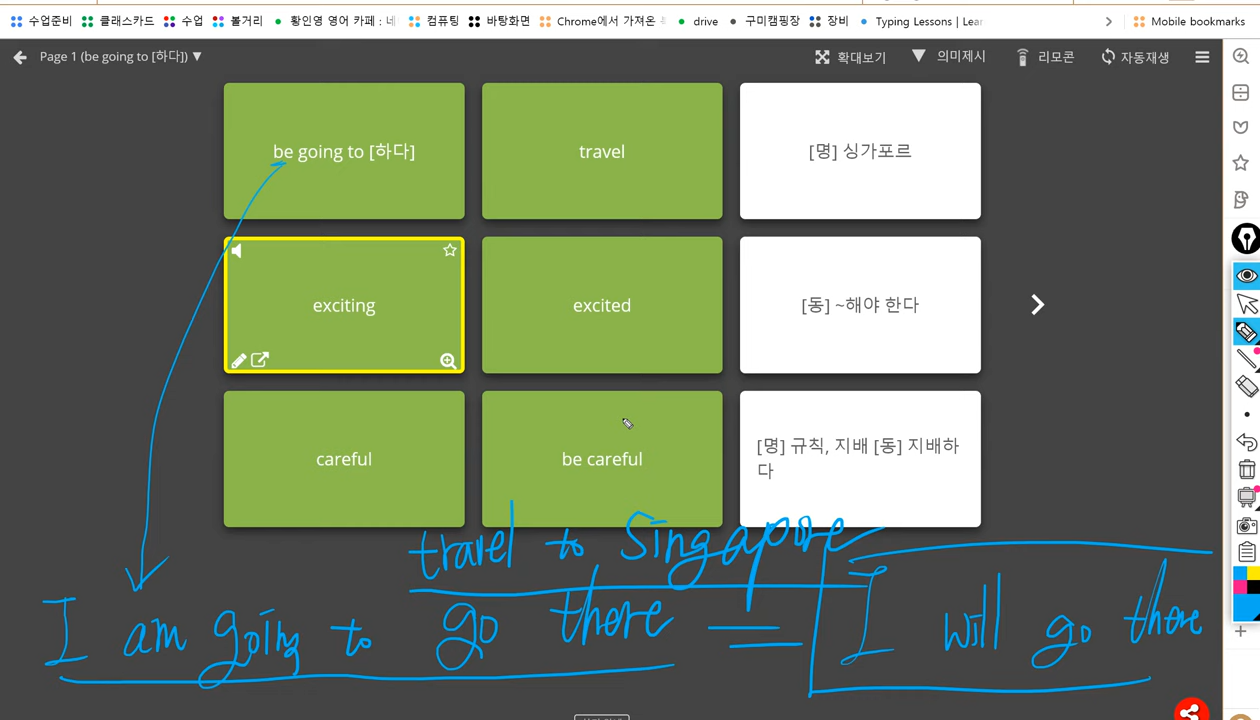 수업준비 클래스카드 수업 볼거리 황인영 영어 카페 : 네 컴퓨팅 바탕화면 Chrome에서 가져온 drive 구미캠핑장 장비 Typing Lessons | Lear Mobile bookmarks
Page 1 (be going to [하다]) ▼ 확대보기 ▼ 의미제시 리모콘 자동재생
be going to [하다] travel [명] 싱가포르
exciting excited [동] ~해야 한다
careful be careful [명] 규칙, 지배 [동] 지배하
다
travel to Singapore
I am going to go there = I will go there